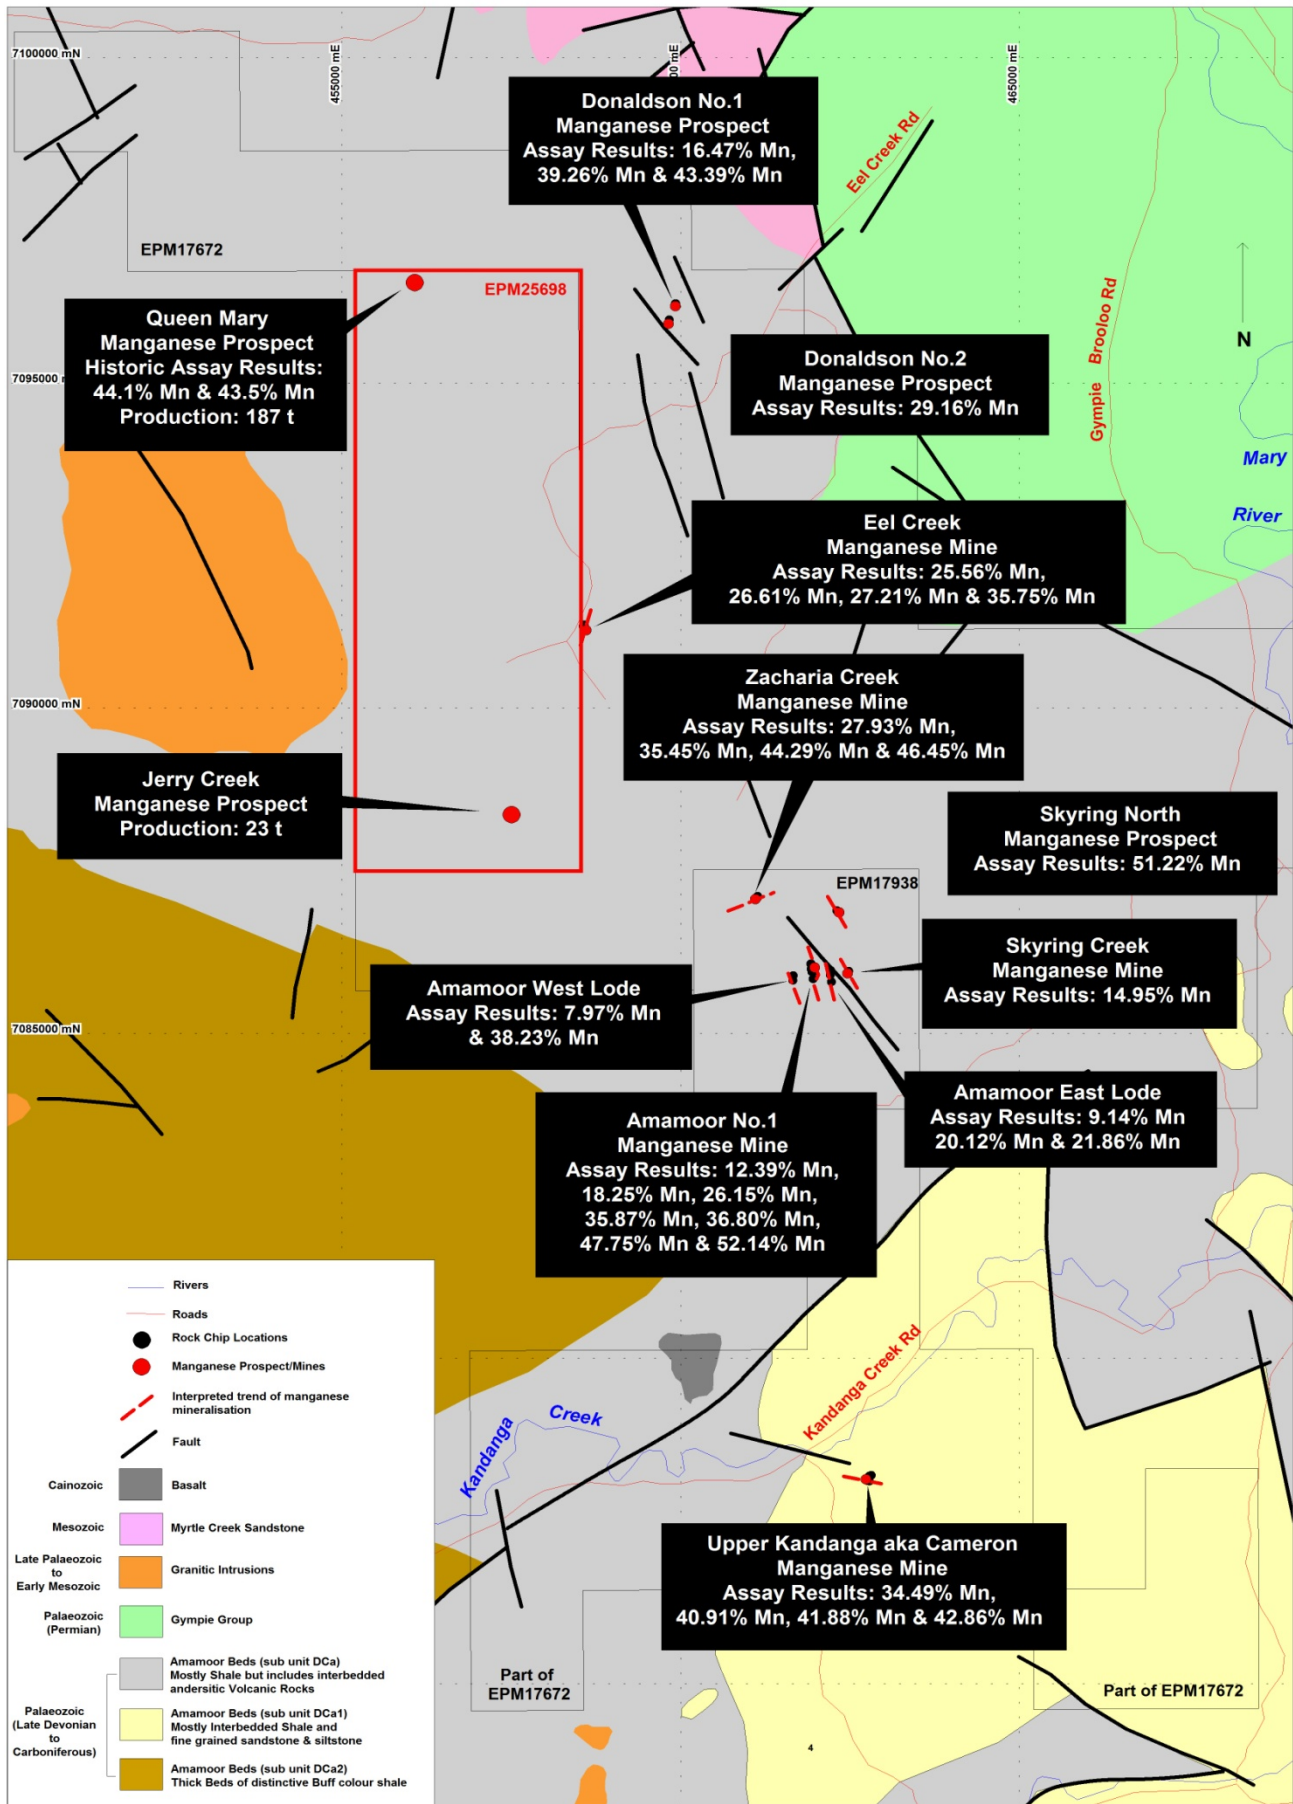 7100000 mN
455000 mE
465000 mE
Donaldson No.1
Manganese Prospect
Assay Results: 16.47% Mn,
39.26% Mn & 43.39% Mn
Eel Creek Rd
EPM17672
EPM25698
Gympie Brooloo Rd
N
Queen Mary
Manganese Prospect
Historic Assay Results:
44.1% Mn & 43.5% Mn
Production: 187 t
7095000
Donaldson No.2
Manganese Prospect
Assay Results: 29.16% Mn
Mary
River
Eel Creek
Manganese Mine
Assay Results: 25.56% Mn,
26.61% Mn, 27.21% Mn & 35.75% Mn
Zacharia Creek
Manganese Mine
Assay Results: 27.93% Mn,
35.45% Mn, 44.29% Mn & 46.45% Mn
7090000 mN
Jerry Creek
Manganese Prospect
Production: 23 t
Skyring North
Manganese Prospect
Assay Results: 51.22% Mn
EPM17938
Skyring Creek
Manganese Mine
Assay Results: 14.95% Mn
Amamoor West Lode
Assay Results: 7.97% Mn
& 38.23% Mn
7085000 mN
Amamoor East Lode
Assay Results: 9.14% Mn
20.12% Mn & 21.86% Mn
Amamoor No.1
Manganese Mine
Assay Results: 12.39% Mn,
18.25% Mn, 26.15% Mn,
35.87% Mn, 36.80% Mn,
47.75% Mn & 52.14% Mn
Kandanga Creek Rd
Kandanga Creek
Upper Kandanga aka Cameron
Manganese Mine
Assay Results: 34.49% Mn,
40.91% Mn, 41.88% Mn & 42.86% Mn
Part of
EPM17672
Part of EPM17672
4
Rivers
Roads
Rock Chip Locations
Manganese Prospect/Mines
Interpreted trend of manganese
mineralisation
Fault
Cainozoic
Basalt
Mesozoic
Myrtle Creek Sandstone
Late Palaeozoic
to
Early Mesozoic
Granitic Intrusions
Palaeozoic
(Permian)
Gympie Group
Amamoor Beds (sub unit DCa)
Mostly Shale but includes interbedded
andersitic Volcanic Rocks
Palaeozoic
(Late Devonian
to
Carboniferous)
Amamoor Beds (sub unit DCa1)
Mostly Interbedded Shale and
fine grained sandstone & siltstone
Amamoor Beds (sub unit DCa2)
Thick Beds of distinctive Buff colour shale